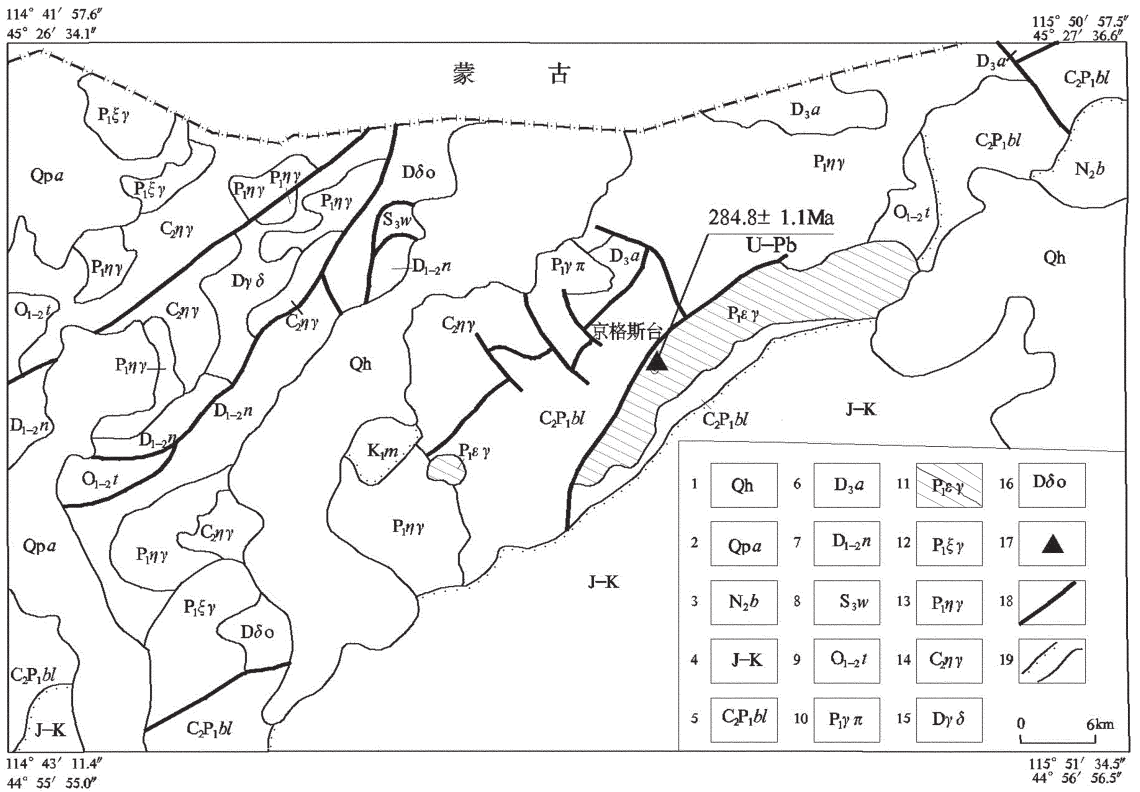 114° 41′ 57.6″
45° 26′ 34.1″
115° 50′ 57.5″
45° 27′ 36.6″
蒙 古
D₃a
C₂P₁bl
P₁ξγ
D₃a
C₂P₁bl
Qpa
P₁ξγ
P₁ηγ
P₁ηγ
P₁ηγ
Dδo
P₁ηγ
N₂b
C₂ηγ
S₃w
284.8± 1.1Ma
U-Pb
O₁₋₂t
P₁ηγ
Dγδ
D₁₋₂n
P₁γπ
D₃a
Qh
O₁₋₂t
C₂ηγ
C₂ηγ
C₂ηγ
京格斯台
P₁εγ
P₁ηγ
Qh
D₁₋₂n
D₁₋₂n
D₁₋₂n
C₂P₁bl
C₂P₁bl
J-K
K₁m
P₁εγ
O₁₋₂t
Qpa
P₁ηγ
C₂ηγ
P₁ηγ
J-K
P₁ξγ
Dδo
C₂P₁bl
J-K
C₂P₁bl
1 Qh 6 D₃a 11 P₁εγ 16 Dδo
2 Qpa 7 D₁₋₂n 12 P₁ξγ 17
3 N₂b 8 S₃w 13 P₁ηγ 18
4 J-K 9 O₁₋₂t 14 C₂ηγ 19
5 C₂P₁bl 10 P₁γπ 15 Dγδ 0 6km
114° 43′ 11.4″
44° 55′ 55.0″
115° 51′ 34.5″
44° 56′ 56.5″